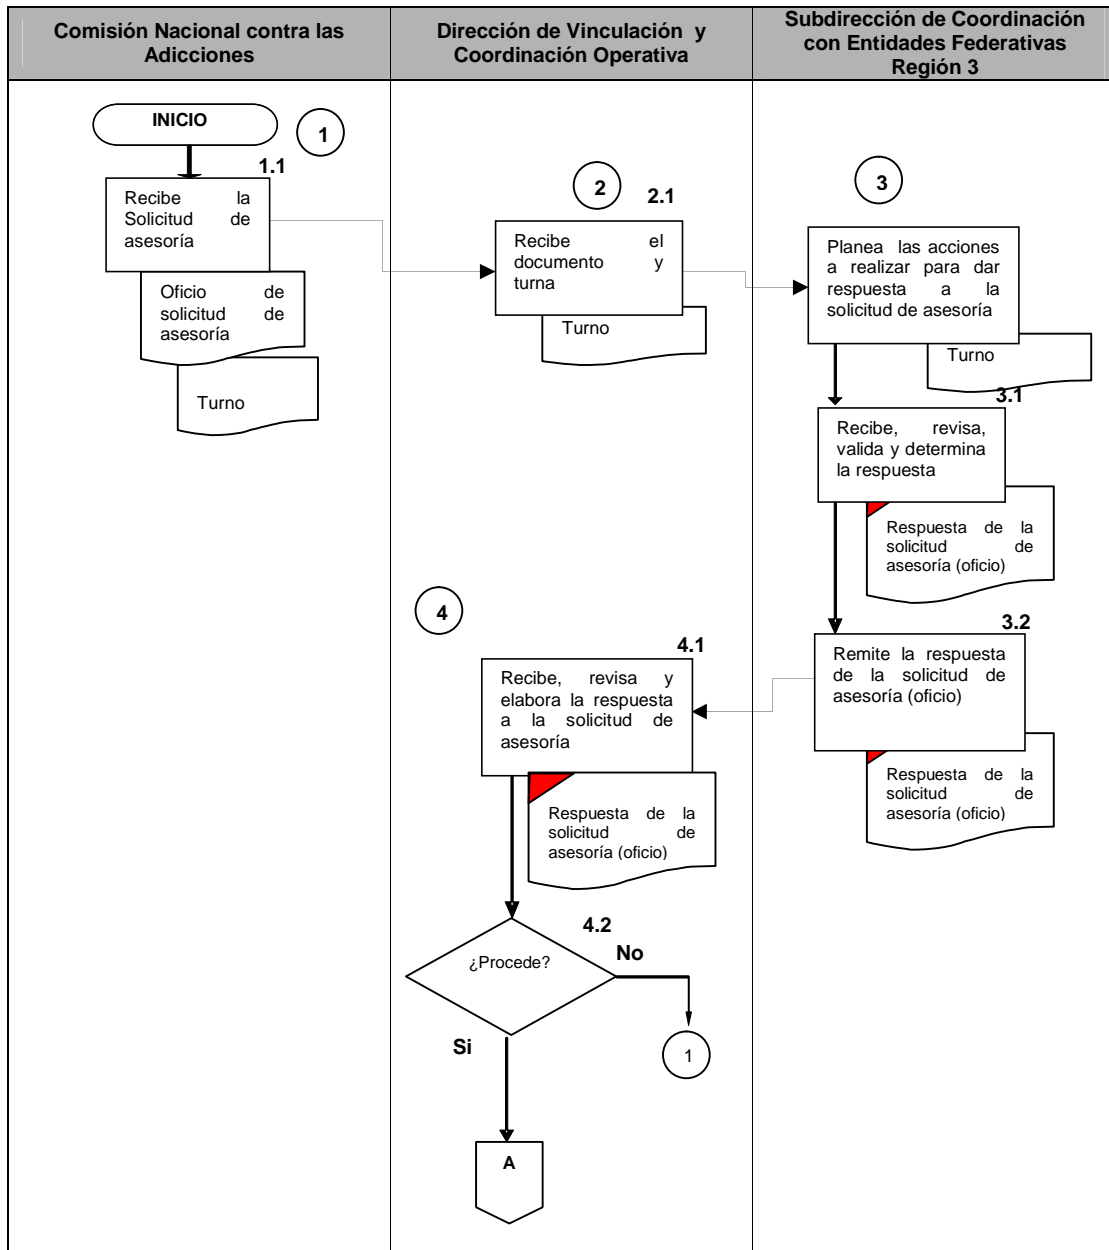 Comisión Nacional contra las
Adicciones
Dirección de Vinculación y
Coordinación Operativa
Subdirección de Coordinación
con Entidades Federativas
Región 3
INICIO
1
1.1
Recibe la
Solicitud de
asesoría
Oficio de
solicitud de
asesoría
Turno
2
2.1
Recibe el
documento y
turna
Turno
3
Planea las acciones
a realizar para dar
respuesta a la
solicitud de asesoría
Turno
3.1
Recibe, revisa,
valida y determina
la respuesta
Respuesta de la
solicitud de
asesoría (oficio)
3.2
Remite la respuesta
de la solicitud de
asesoría (oficio)
Respuesta de la
solicitud de
asesoría (oficio)
4
4.1
Recibe, revisa y
elabora la respuesta
a la solicitud de
asesoría
Respuesta de la
solicitud de
asesoría (oficio)
4.2
¿Procede?
No
1
Si
A